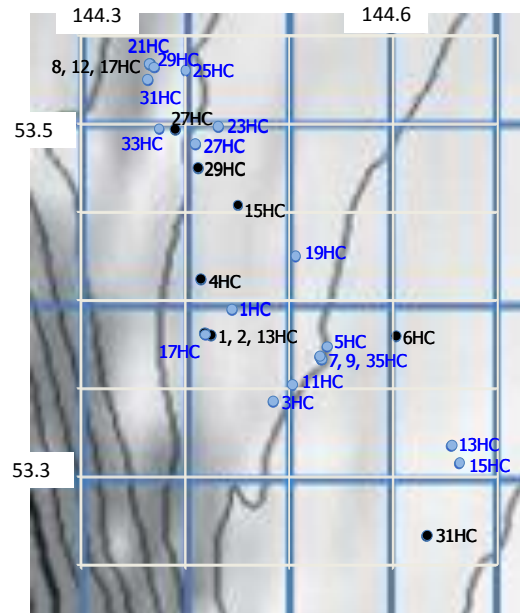 144.3 144.6
21HC
8, 12, 17HC 29HC
25HC
31HC
27HC
53.5
23HC
33HC
27HC
29HC
15HC
19HC
4HC
1HC
1, 2, 13HC
17HC
6HC
5HC
7, 9, 35HC
11HC
3HC
13HC
15HC
53.3
31HC